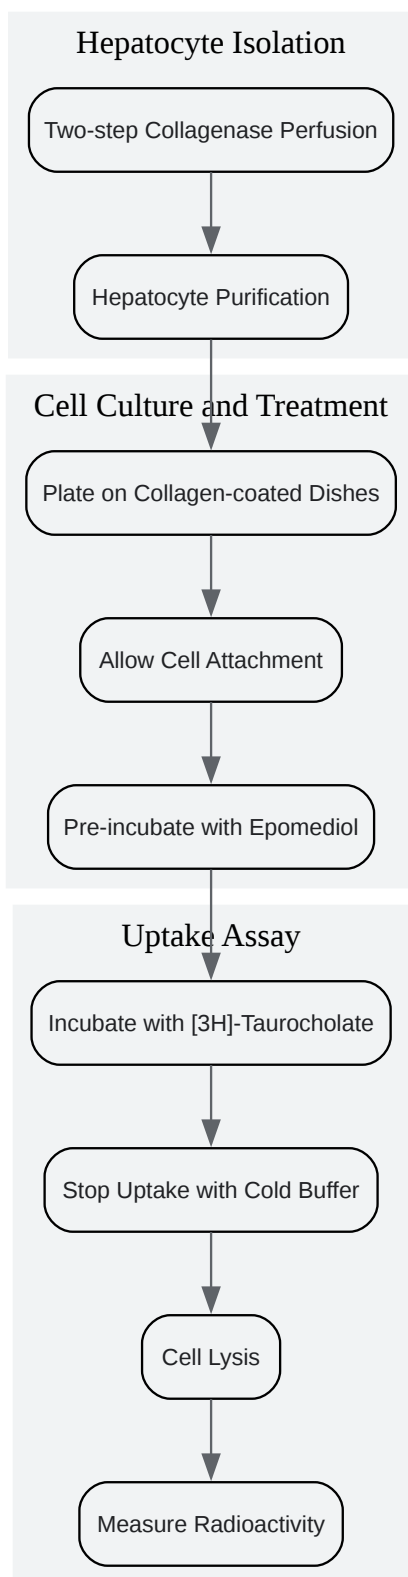 Hepatocyte Isolation
Two-step Collagenase Perfusion
Hepatocyte Purification
Cell Culture and Treatment
Plate on Collagen-coated Dishes
Allow Cell Attachment
Pre-incubate with Epomediol
Uptake Assay
Incubate with [3H]-Taurocholate
Stop Uptake with Cold Buffer
Cell Lysis
Measure Radioactivity